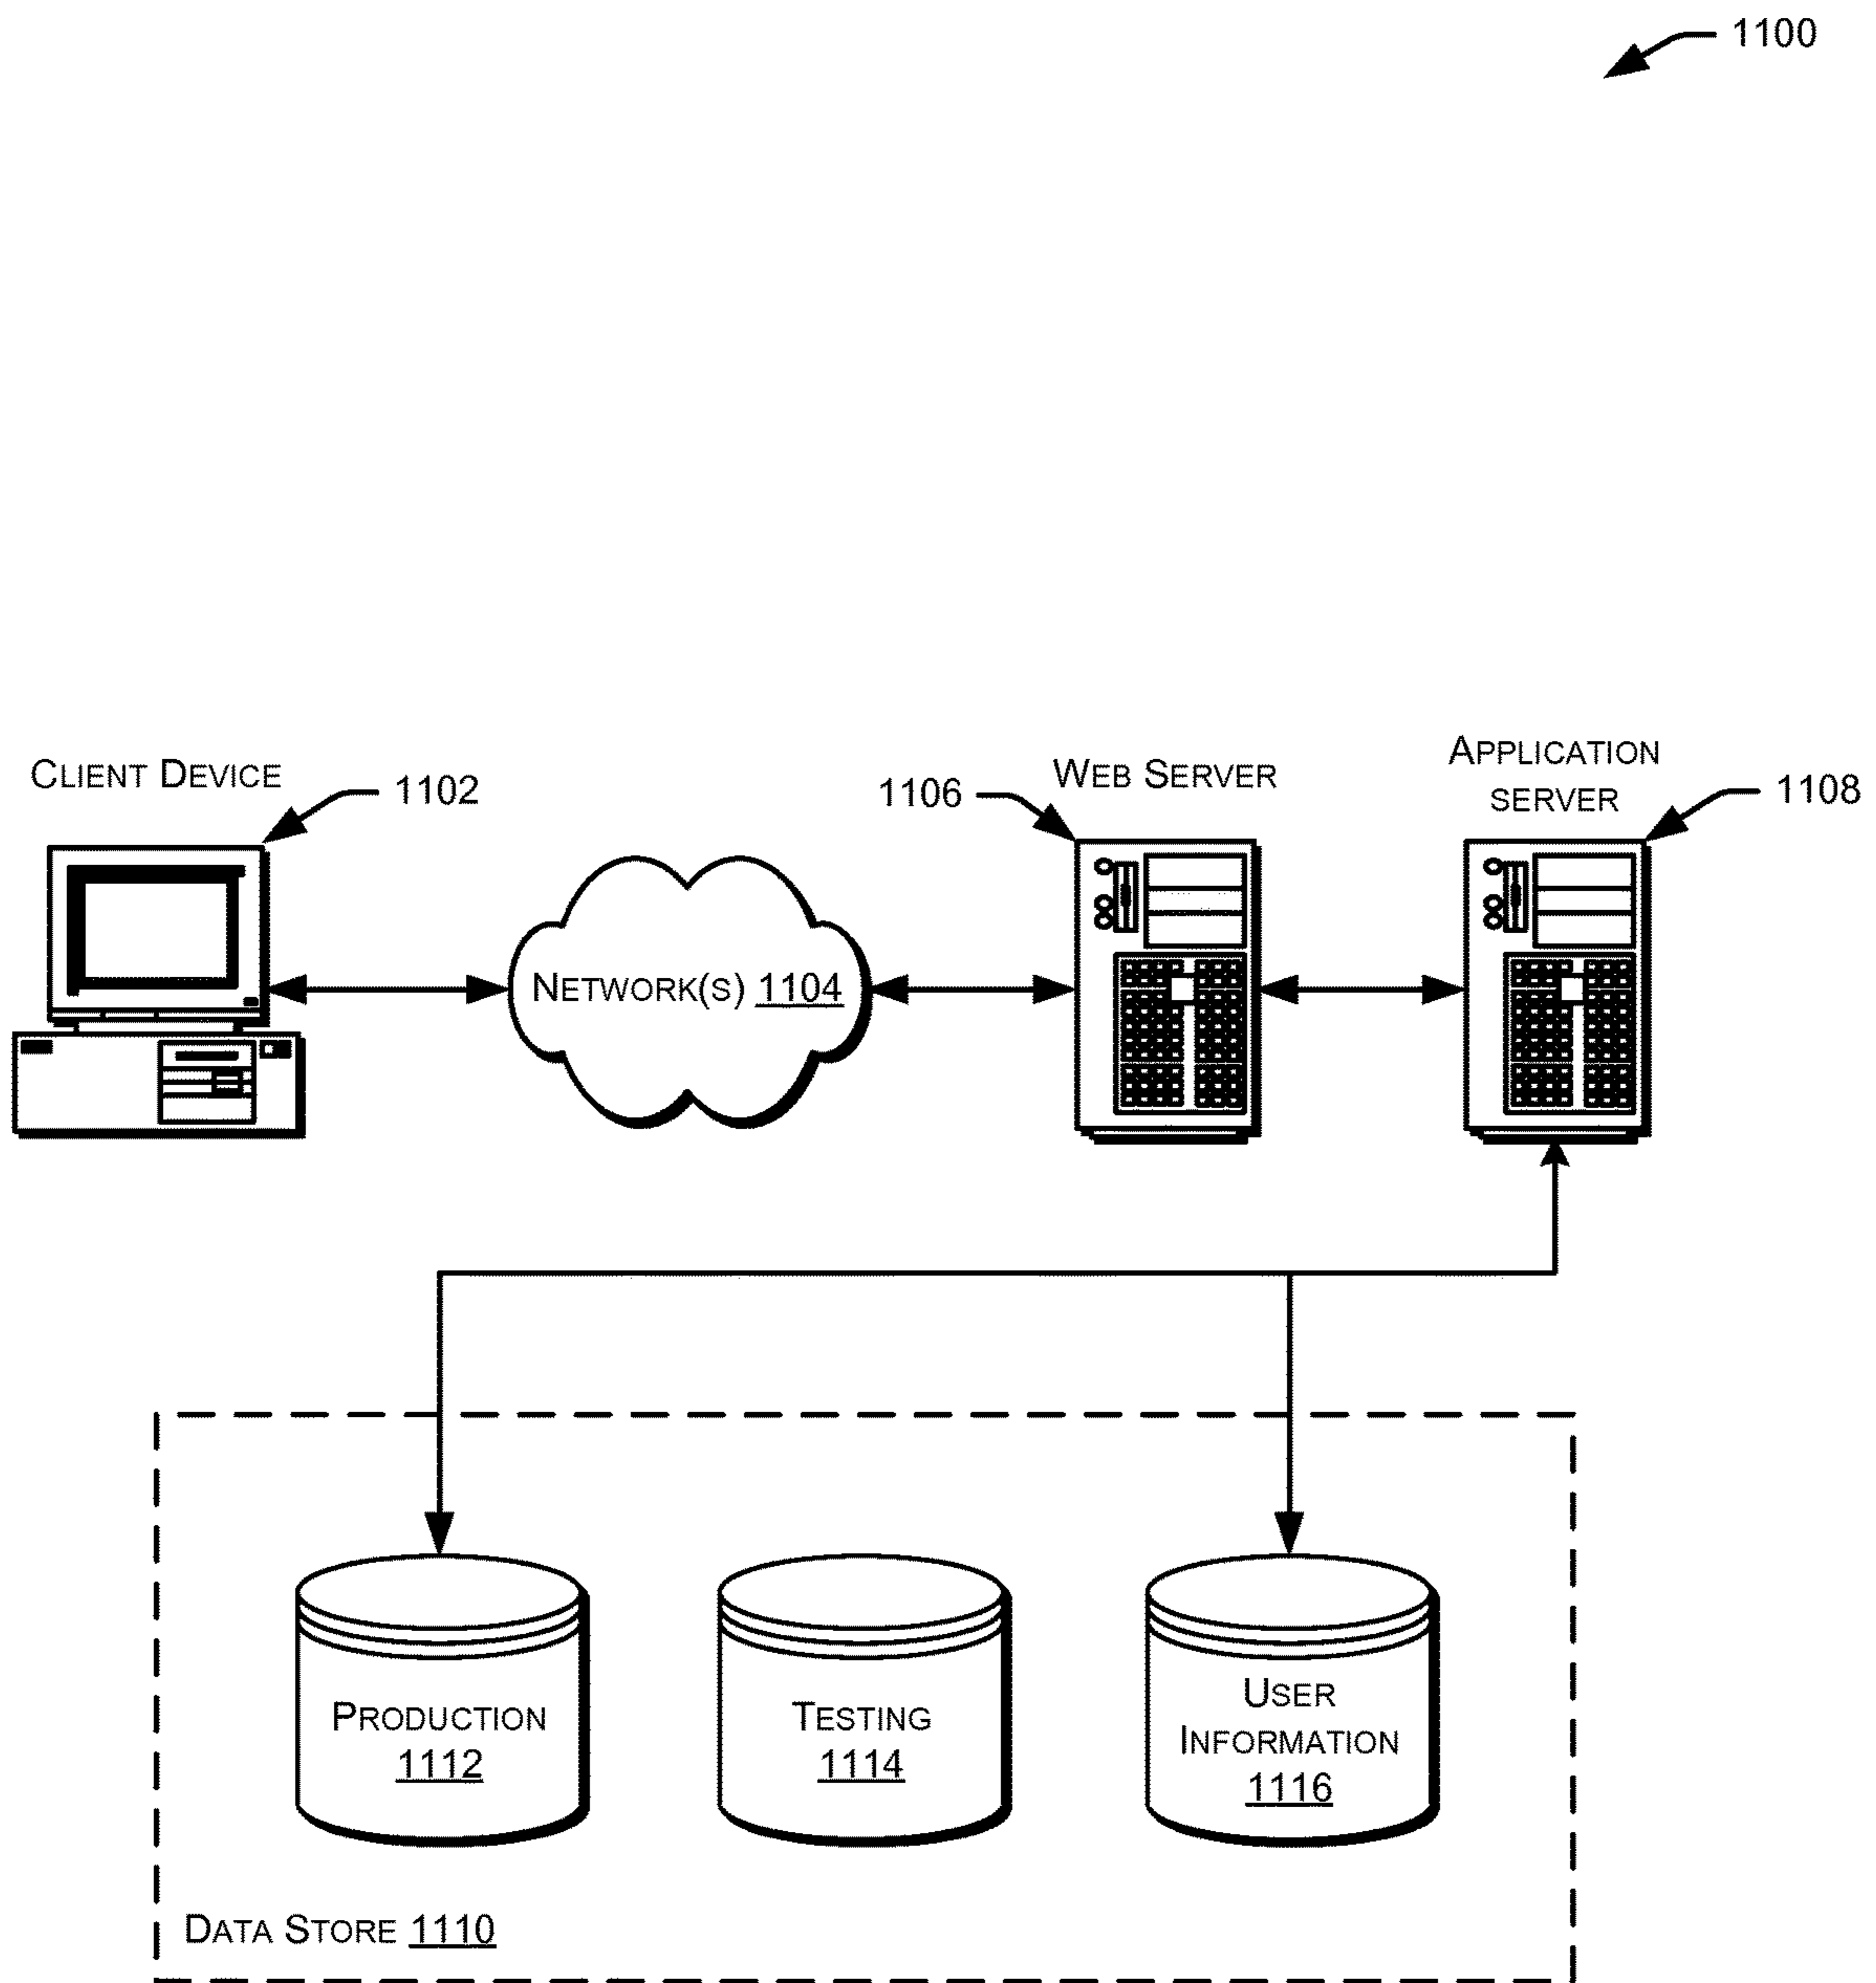 1100
CLIENT DEVICE
1102
1106
WEB SERVER
APPLICATION
SERVER
1108
NETWORK(S) 1104
PRODUCTION
1112
TESTING
1114
USER
INFORMATION
1116
DATA STORE 1110